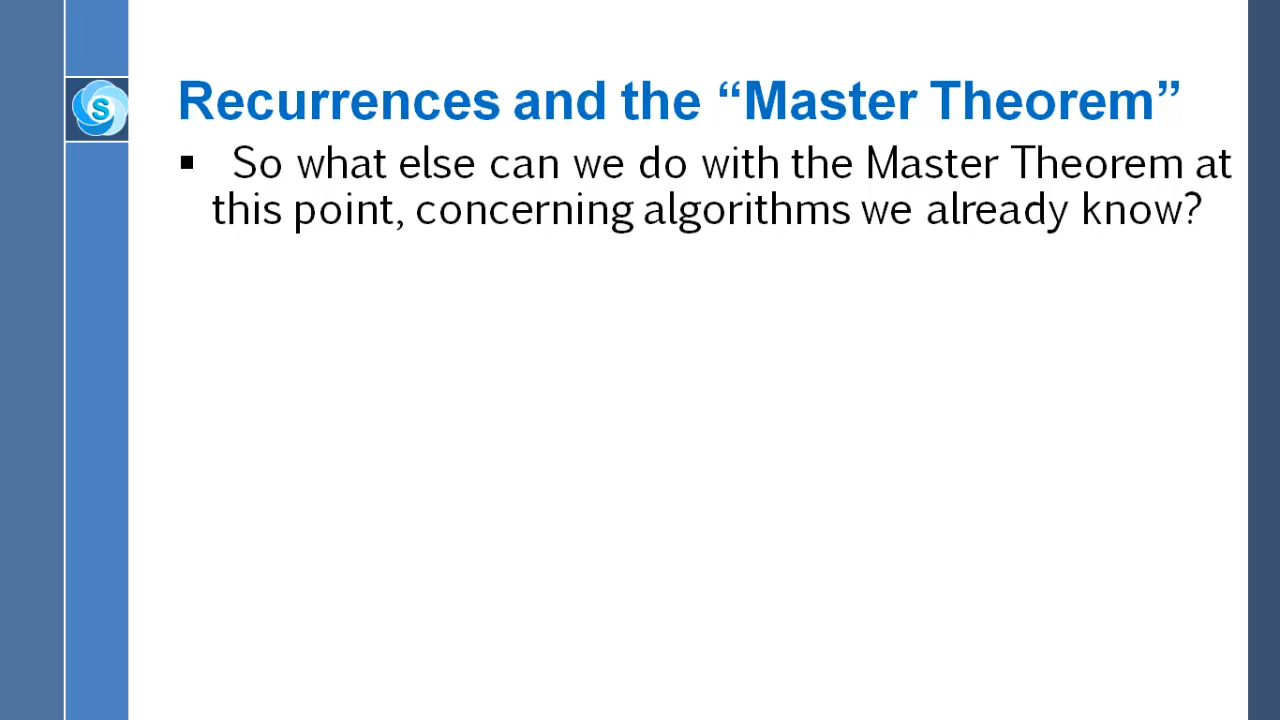 S
Recurrences and the “Master Theorem”
▪ So what else can we do with the Master Theorem at
this point, concerning algorithms we already know?